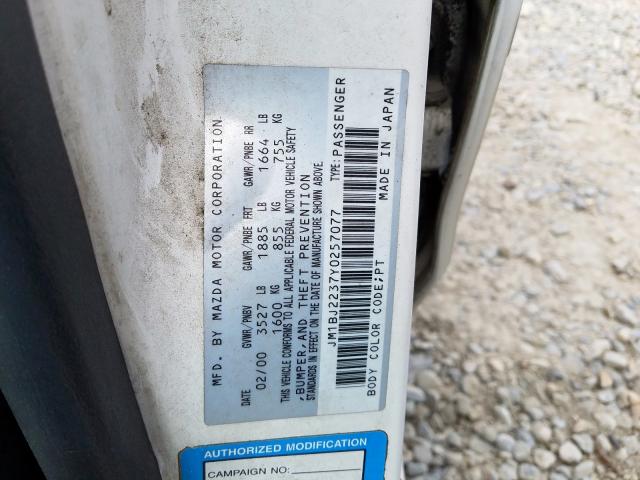 MFD. BY MAZDA MOTOR CORPORATION
DATE GVWR/PNBV GAWR/PNBE FRT GAWR/PNBE RR
02/00 3527 LB 1885 LB 1664 LB
1600 KG 855 KG 755 KG
THIS VEHICLE CONFORMS TO ALL APPLICABLE FEDERAL MOTOR VEHICLE SAFETY
,BUMPER,AND THEFT PREVENTION
STANDARDS IN EFFECT ON THE DATE OF MANUFACTURE SHOWN ABOVE.
JM1BJ2237Y0257077 TYPE:PASSENGER
BODY COLOR CODE;PT MADE IN JAPAN
AUTHORIZED MODIFICATION
CAMPAIGN NO: